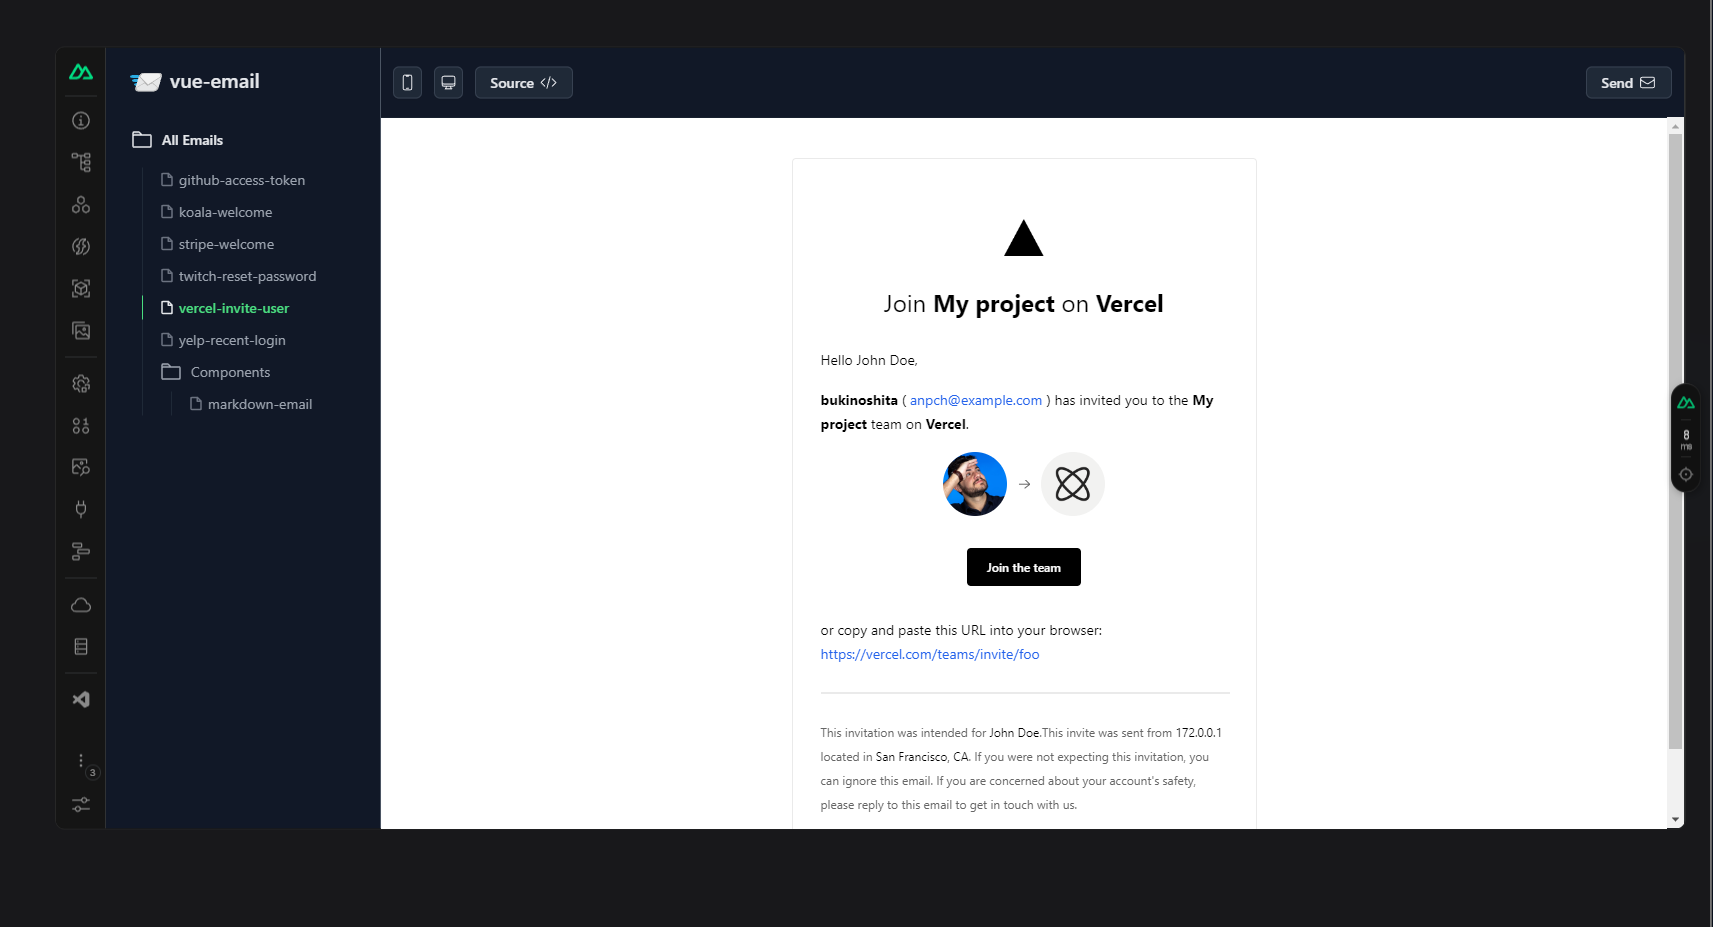 vue-email
All Emails
github-access-token
koala-welcome
stripe-welcome
twitch-reset-password
vercel-invite-user
yelp-recent-login
Components
markdown-email
3
Source </>
Send
Join My project on Vercel
Hello John Doe,
bukinoshita ( anpch@example.com ) has invited you to the My
project team on Vercel.
Join the team
or copy and paste this URL into your browser:
https://vercel.com/teams/invite/foo
This invitation was intended for John Doe.This invite was sent from 172.0.0.1
located in San Francisco, CA. If you were not expecting this invitation, you
can ignore this email. If you are concerned about your account's safety,
please reply to this email to get in touch with us.
8
ms